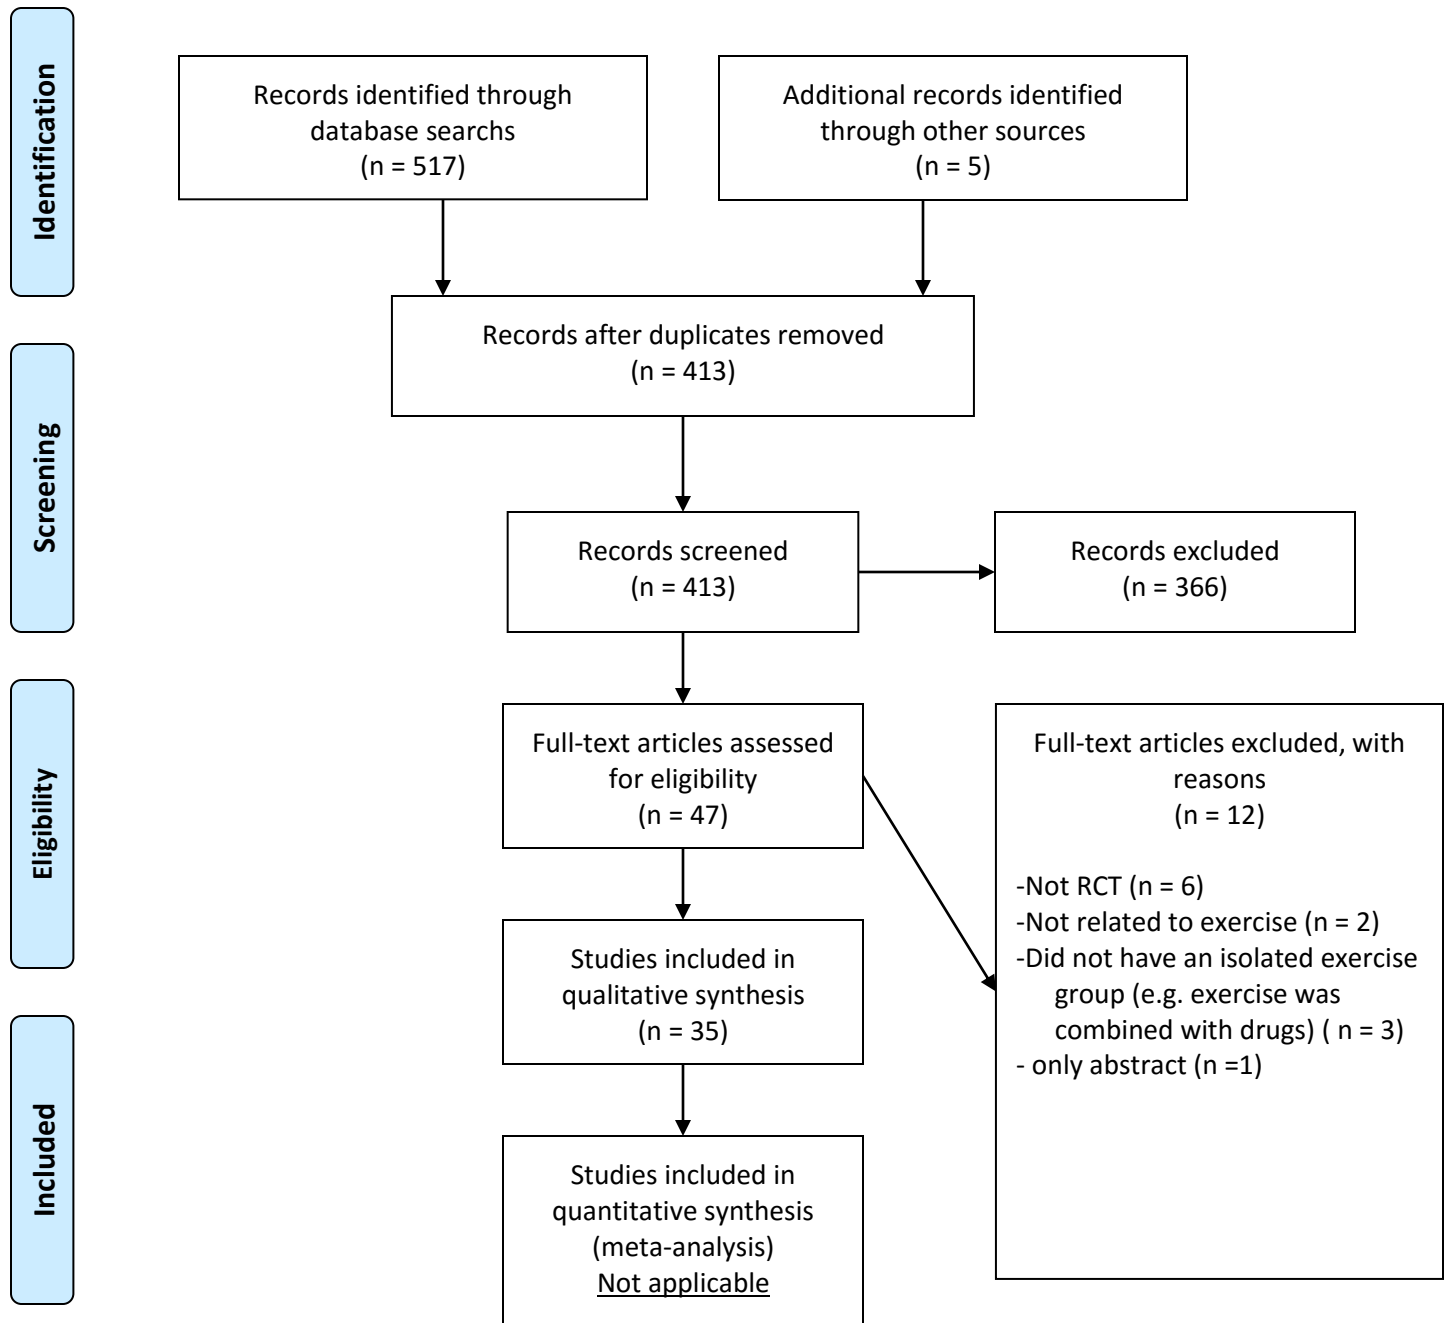 Identification
Records identified through
database searchs
(n = 517)
Additional records identified
through other sources
(n = 5)
Records after duplicates removed
(n = 413)
Screening
Records screened
(n = 413)
Records excluded
(n = 366)
Eligibility
Full-text articles assessed
for eligibility
(n = 47)
Full-text articles excluded, with
reasons
(n = 12)
-Not RCT (n = 6)
-Not related to exercise (n = 2)
-Did not have an isolated exercise
group (e.g. exercise was
combined with drugs) ( n = 3)
- only abstract (n =1)
Studies included in
qualitative synthesis
(n = 35)
Included
Studies included in
quantitative synthesis
(meta-analysis)
Not applicable